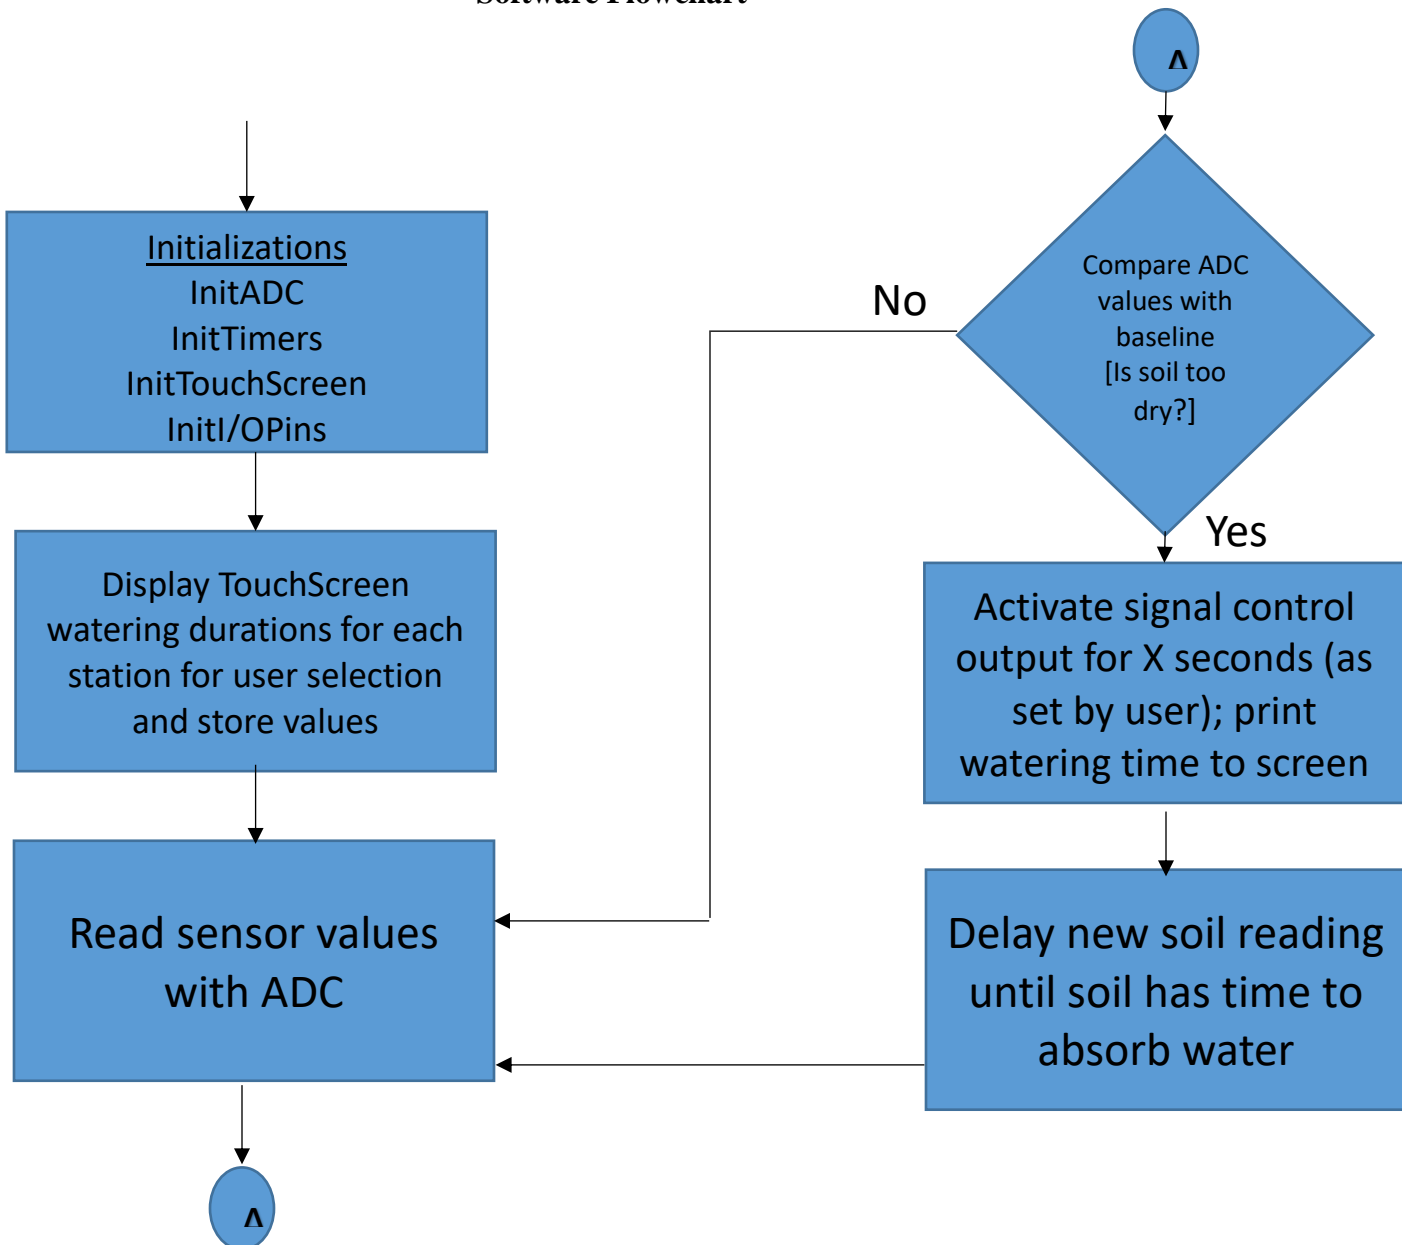 Software Flowchart
Initializations
InitADC
InitTimers
InitTouchScreen
InitI/OPins
Display TouchScreen
watering durations for each
station for user selection
and store values
Read sensor values
with ADC
A
A
Compare ADC
values with
baseline
[Is soil too
dry?]
No
Yes
Activate signal control
output for X seconds (as
set by user); print
watering time to screen
Delay new soil reading
until soil has time to
absorb water